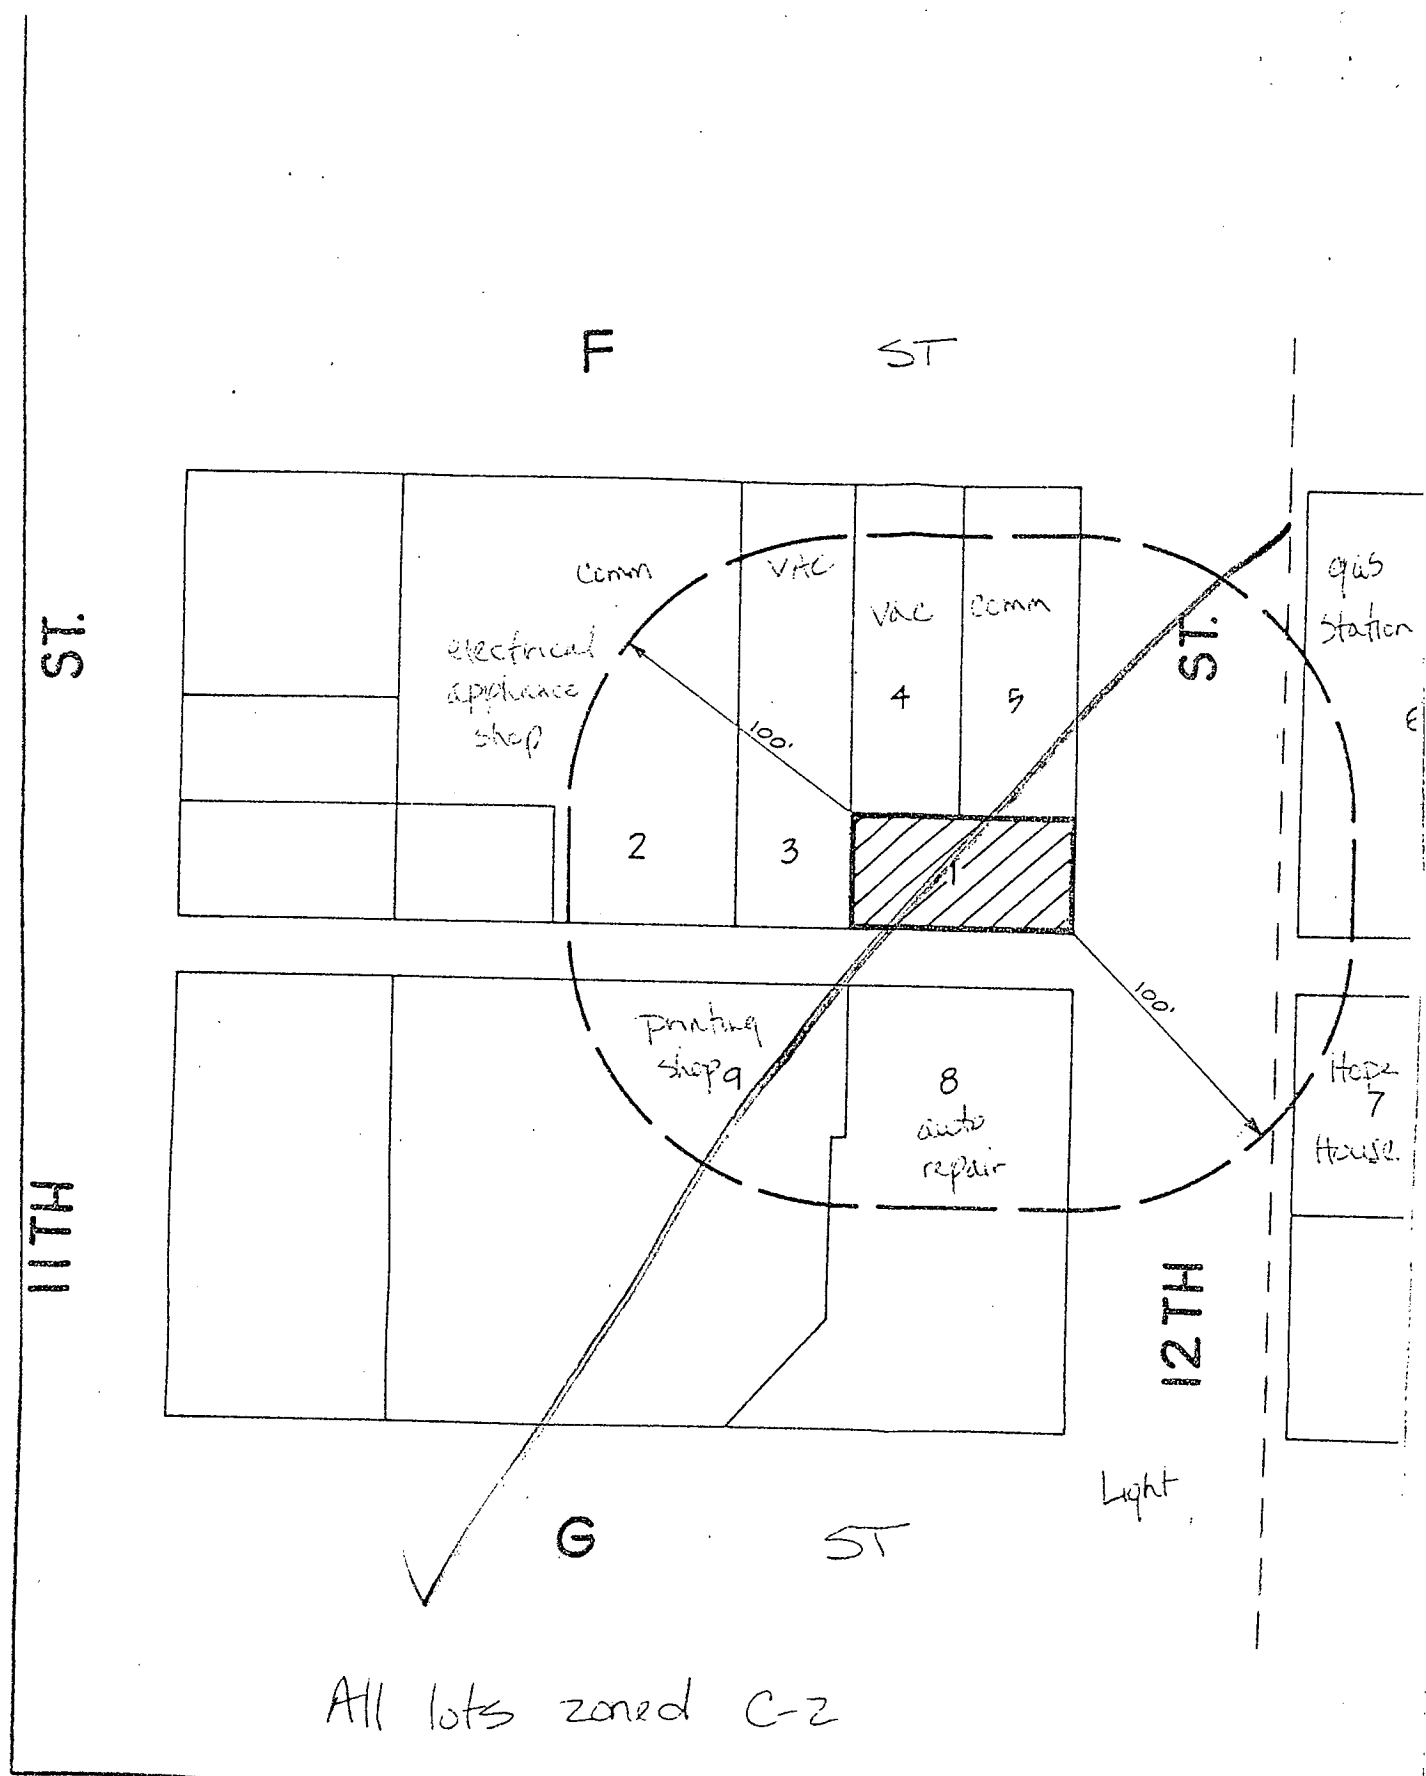 F ST
comm
VAC
vac
comm
gas
station
ST.
ST.
electrical
appliance
shop
4
5
100'
2
3
1
100'
printing
shop 9
8
auto
repair
Hope
7
House
11TH
12TH
Light
G ST
All lots zoned C-2